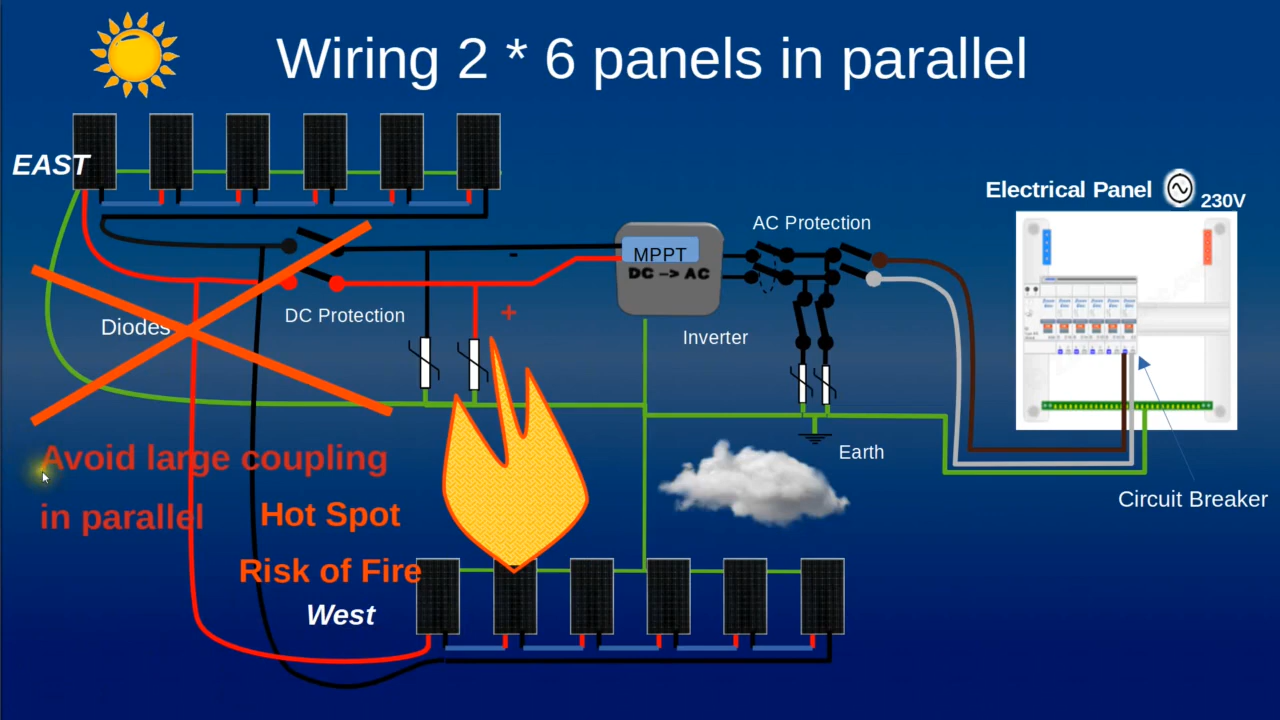 Wiring 2 * 6 panels in parallel
EAST
Electrical Panel
230V
AC Protection
MPPT
DC -> AC
DC Protection
+
Diodes
Inverter
Avoid large coupling
in parallel
Hot Spot
Risk of Fire
West
Earth
Circuit Breaker